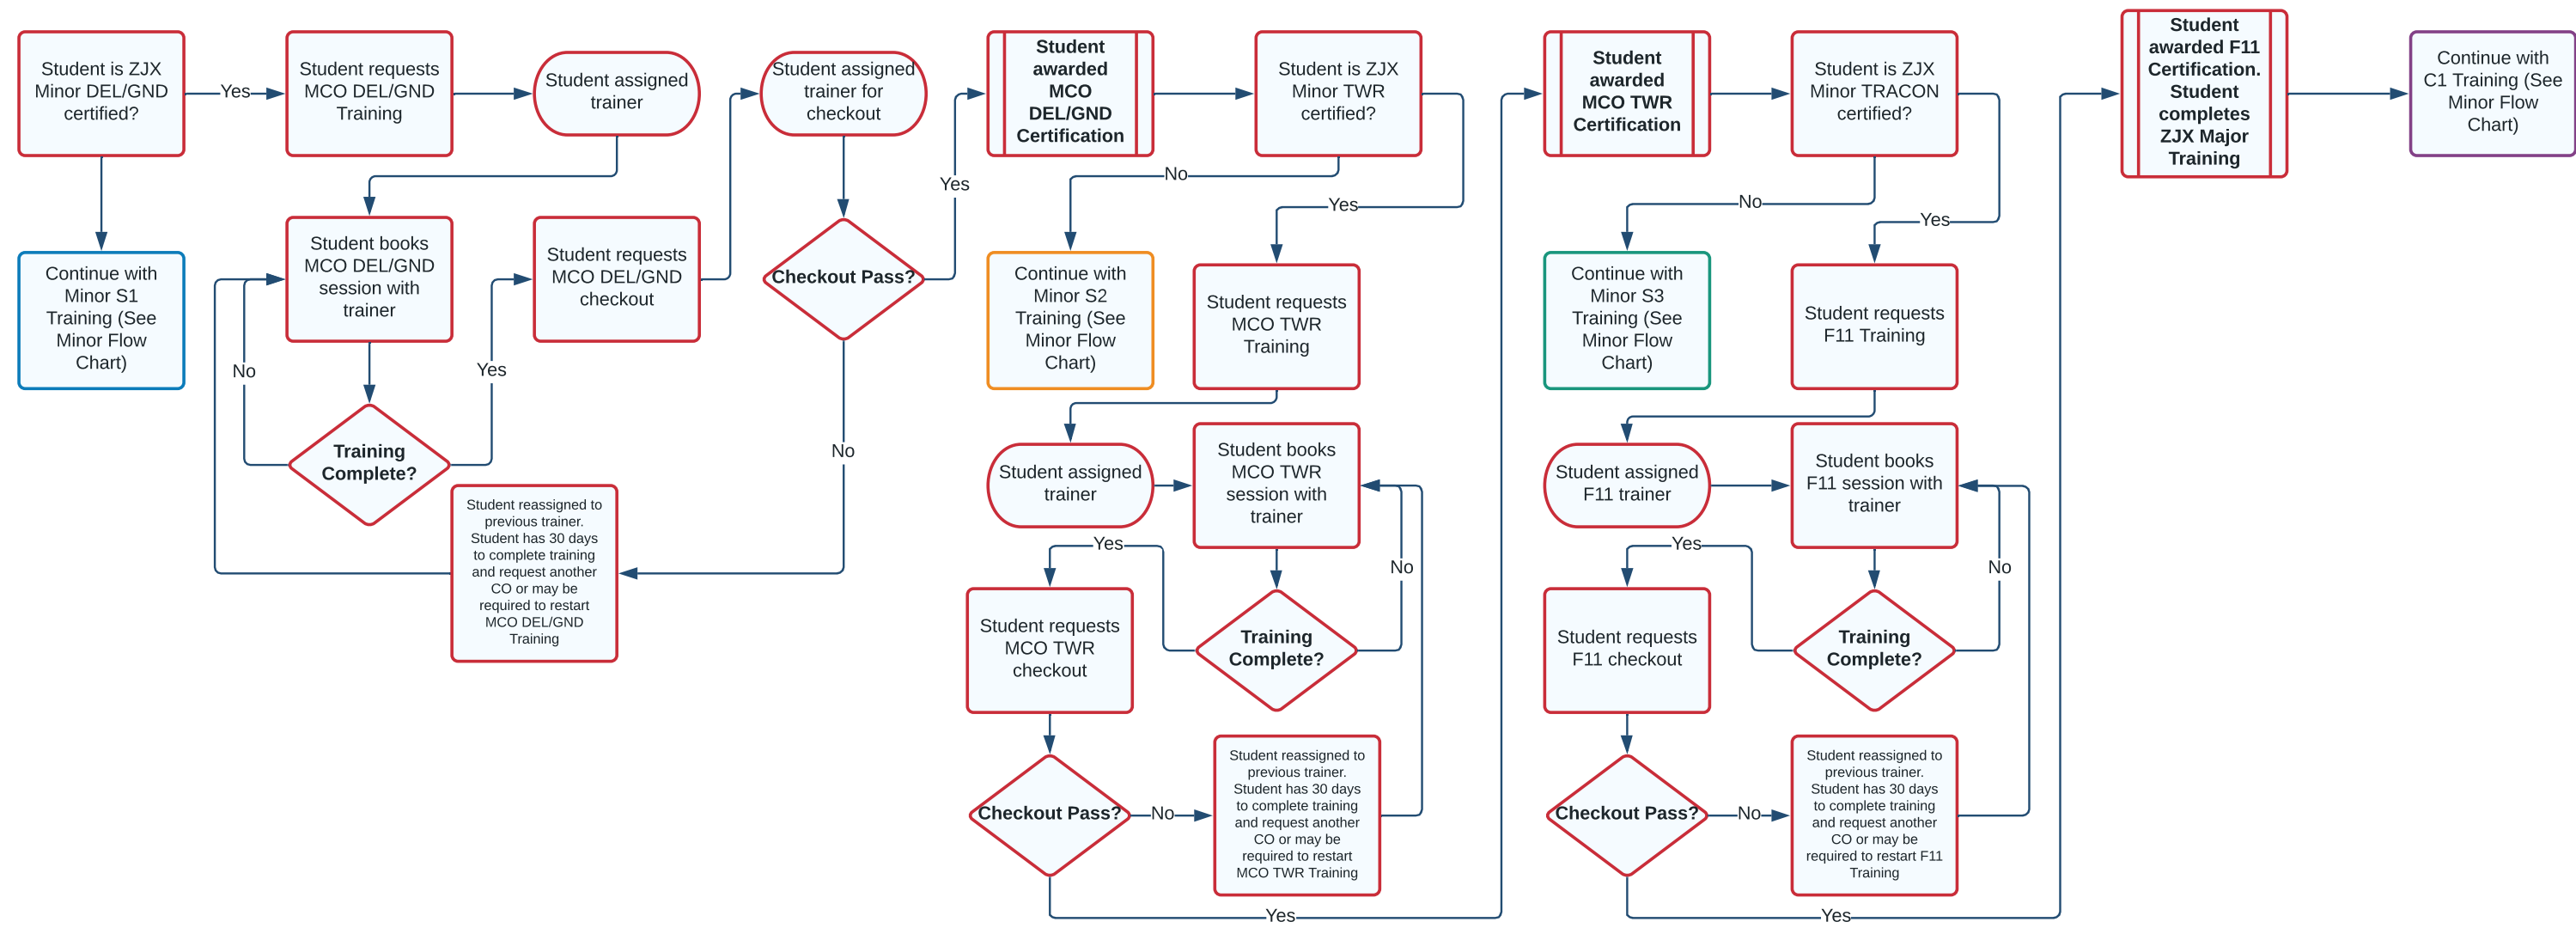 Student is ZJX
Minor DEL/GND
certified?
Yes
Student requests
MCO DEL/GND
Training
Student assigned
trainer
Student assigned
trainer for
checkout
Student
awarded
MCO
DEL/GND
Certification
Student is ZJX
Minor TWR
certified?
Student
awarded
MCO TWR
Certification
Student is ZJX
Minor TRACON
certified?
Student
awarded F11
Certification.
Student
completes
ZJX Major
Training
Continue with
C1 Training (See
Minor Flow
Chart)
Continue with
Minor S1
Training (See
Minor Flow
Chart)
Student books
MCO DEL/GND
session with
trainer
No
Training
Complete?
Yes
Student requests
MCO DEL/GND
checkout
Checkout Pass?
Yes
No
Student reassigned to
previous trainer.
Student has 30 days
to complete training
and request another
CO or may be
required to restart
MCO DEL/GND
Training
No
Yes
Continue with
Minor S2
Training (See
Minor Flow
Chart)
Student requests
MCO TWR
Training
Student assigned
trainer
Student books
MCO TWR
session with
trainer
Yes
No
Student requests
MCO TWR
checkout
Training
Complete?
Checkout Pass?
No
Student reassigned to
previous trainer.
Student has 30 days
to complete training
and request another
CO or may be
required to restart
MCO TWR Training
Yes
No
Yes
Continue with
Minor S3
Training (See
Minor Flow
Chart)
Student requests
F11 Training
Student assigned
F11 trainer
Student books
F11 session with
trainer
Yes
No
Student requests
F11 checkout
Training
Complete?
Checkout Pass?
No
Student reassigned to
previous trainer.
Student has 30 days
to complete training
and request another
CO or may be
required to restart F11
Training
Yes